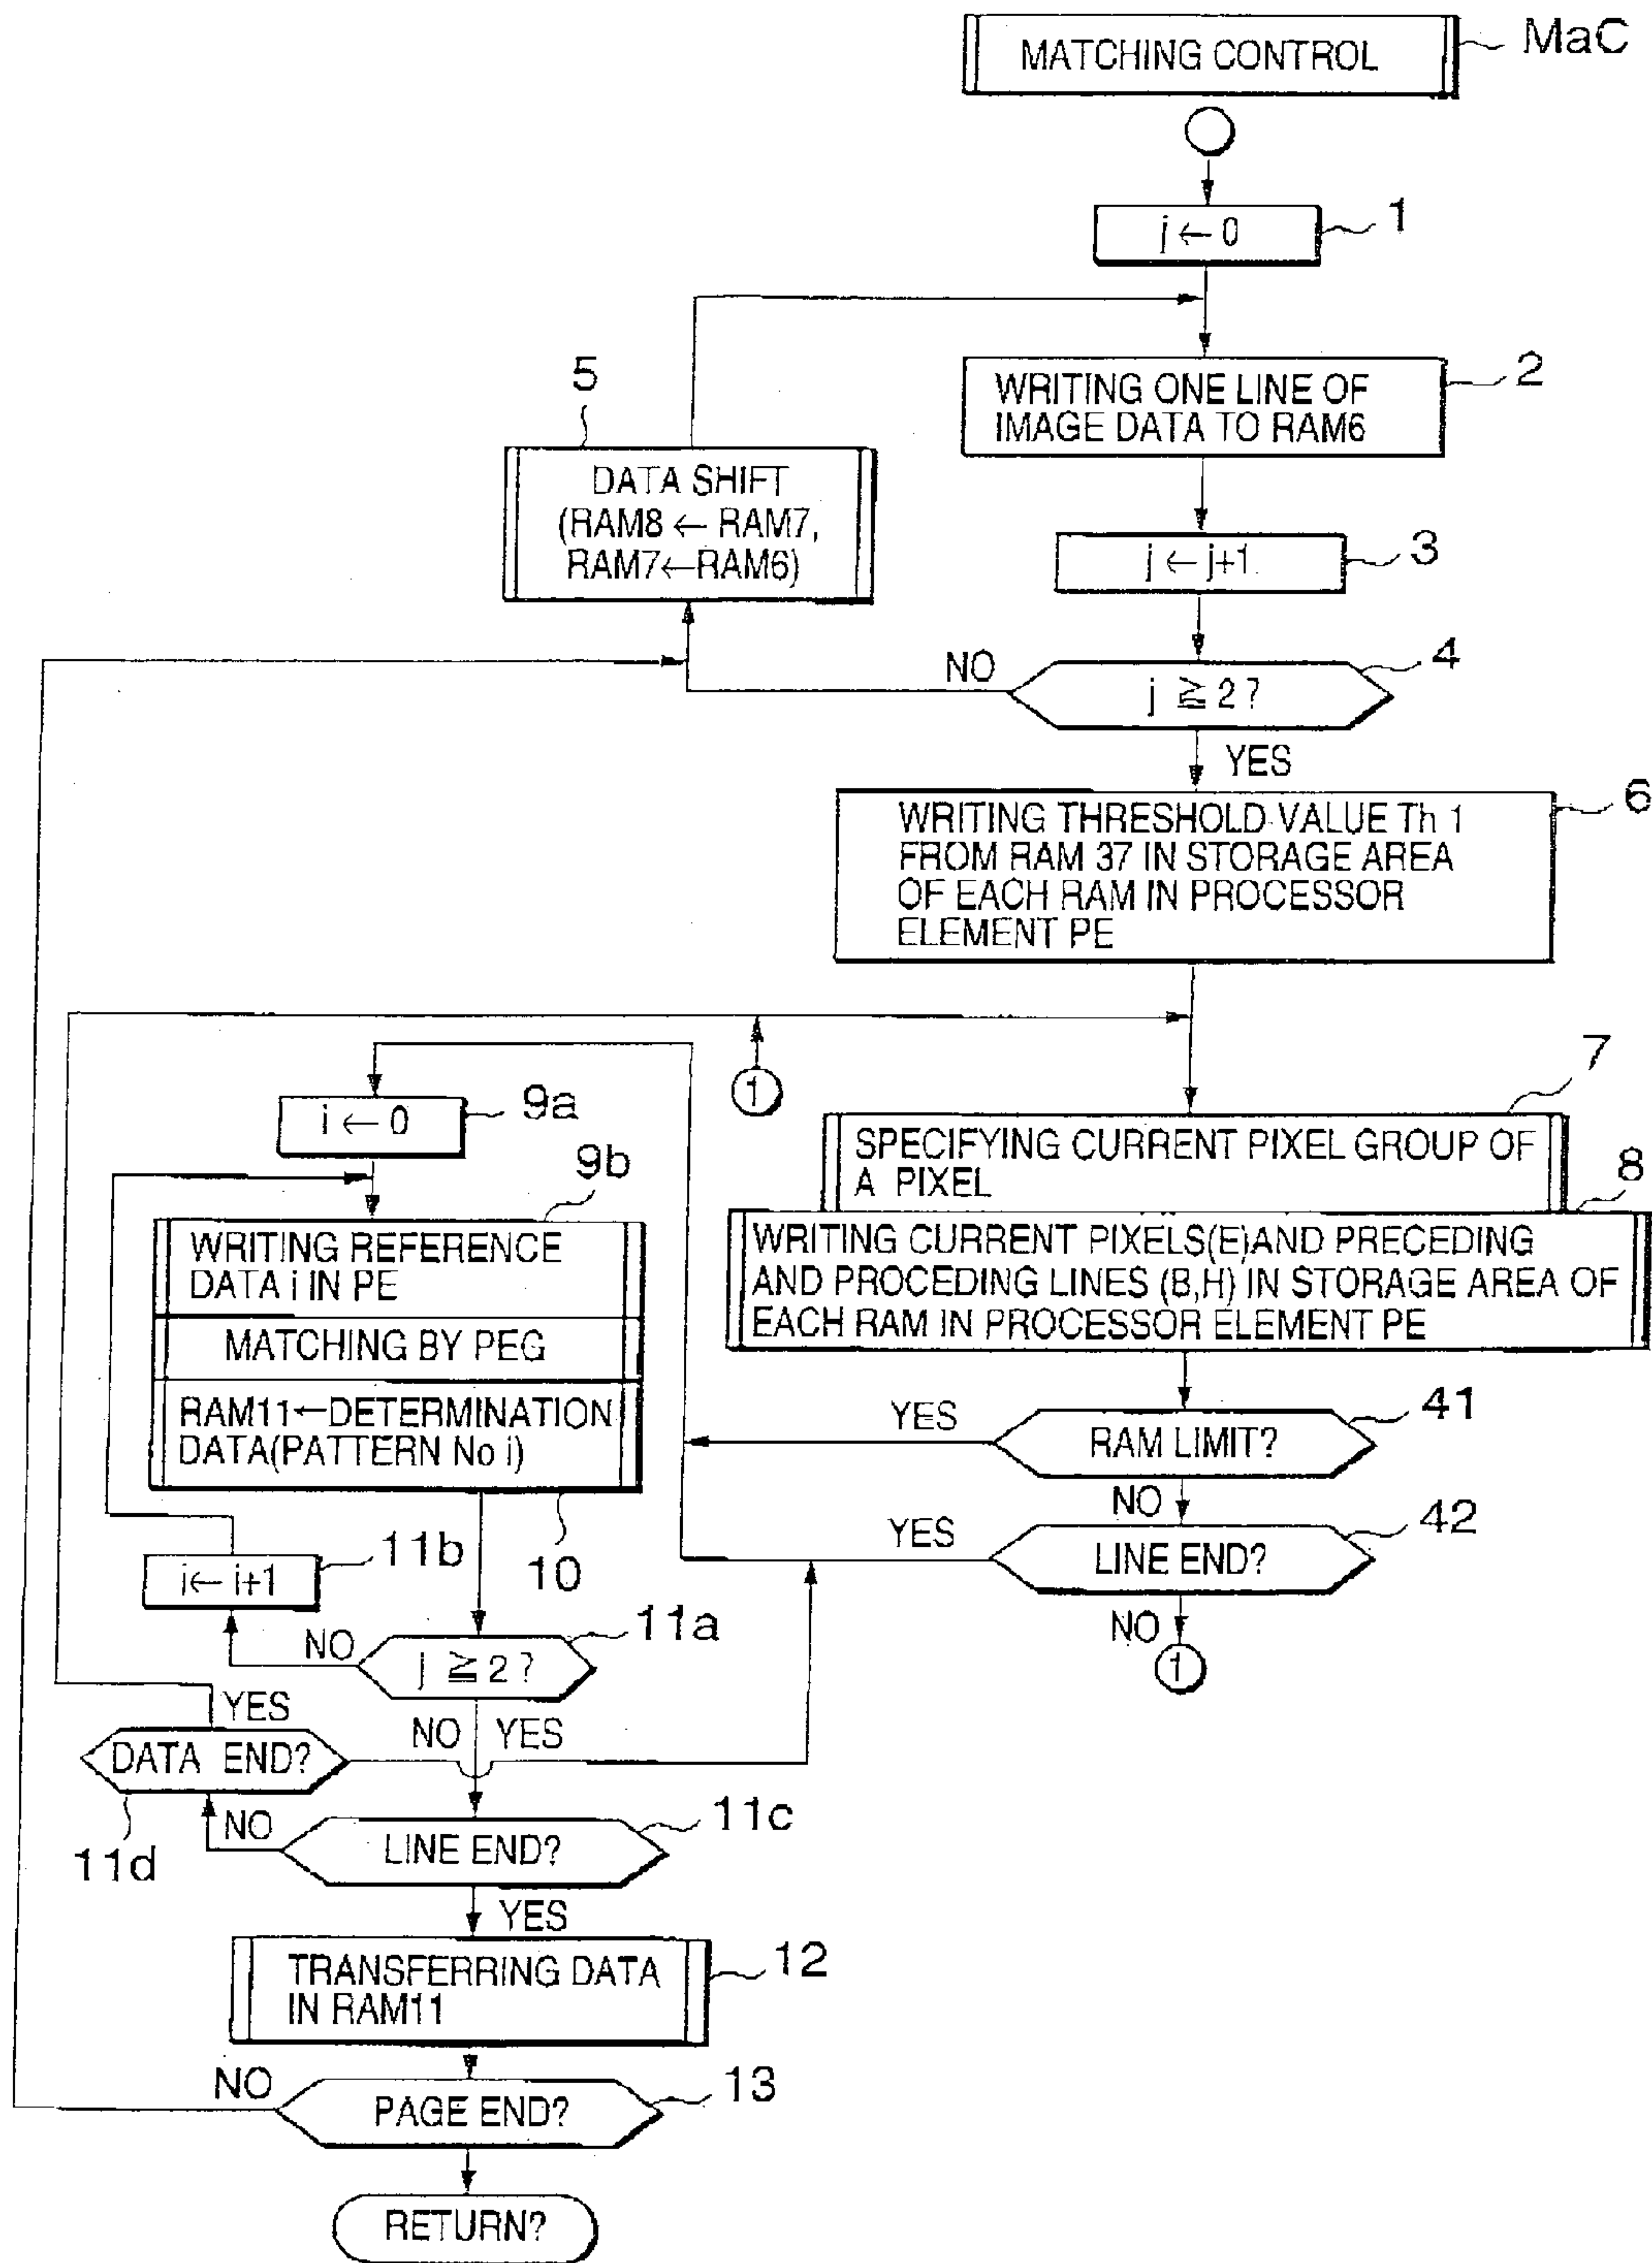 MATCHING CONTROL
MaC
j ← 0
1
WRITING ONE LINE OF
IMAGE DATA TO RAM6
2
5
DATA SHIFT
(RAM8 ← RAM7,
RAM7←RAM6)
j ← j+1
3
j ≧ 2 ?
4
NO
YES
WRITING THRESHOLD VALUE Th 1
FROM RAM 37 IN STORAGE AREA
OF EACH RAM IN PROCESSOR
ELEMENT PE
6
1
7
SPECIFYING CURRENT PIXEL GROUP OF
A PIXEL
8
WRITING CURRENT PIXELS(E)AND PRECEDING
AND PROCEDING LINES (B,H) IN STORAGE AREA OF
EACH RAM IN PROCESSOR ELEMENT PE
YES
RAM LIMIT?
41
NO
YES
LINE END?
42
NO
1
i ← 0
9a
9b
WRITING REFERENCE
DATA i IN PE
MATCHING BY PEG
RAM11←DETERMINATION
DATA(PATTERN No i)
10
i← i+1
11b
NO
j ≧ 2 ?
11a
NO
YES
YES
DATA END?
11d
NO
LINE END?
11c
YES
TRANSFERRING DATA
IN RAM11
12
NO
PAGE END?
13
RETURN?